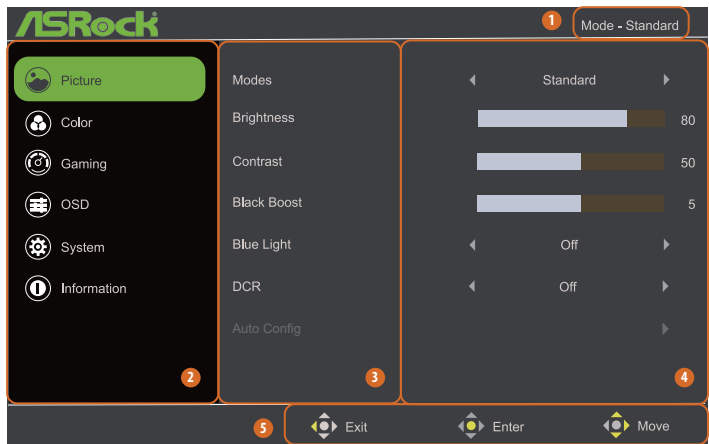 ASRock
1 Mode - Standard
Picture
Color
Gaming
OSD
System
Information
2
Modes
Brightness
Contrast
Black Boost
Blue Light
DCR
Auto Config
3
Standard
80
50
5
Off
Off
4
5 Exit Enter Move